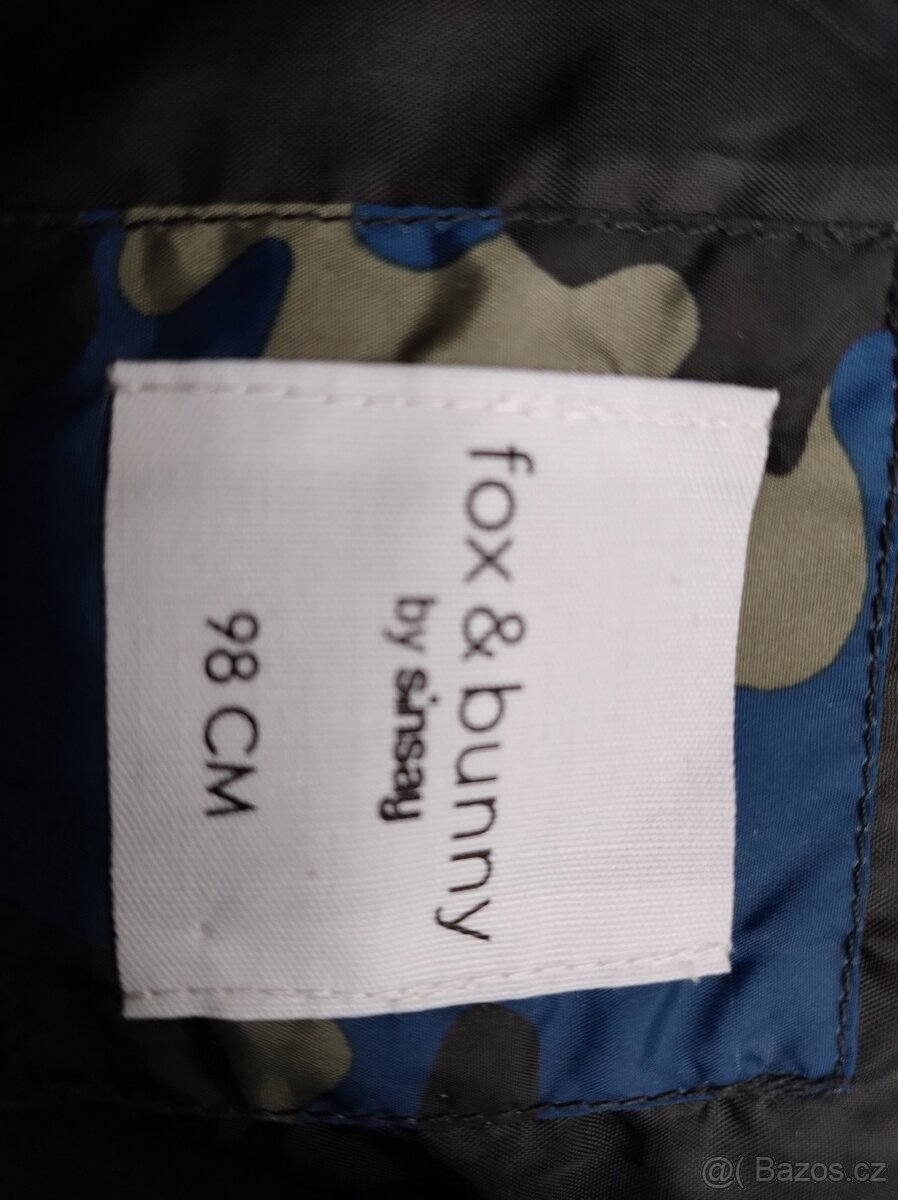 fox & bunny
by sinsay
98 CM
@( Bazos.cz